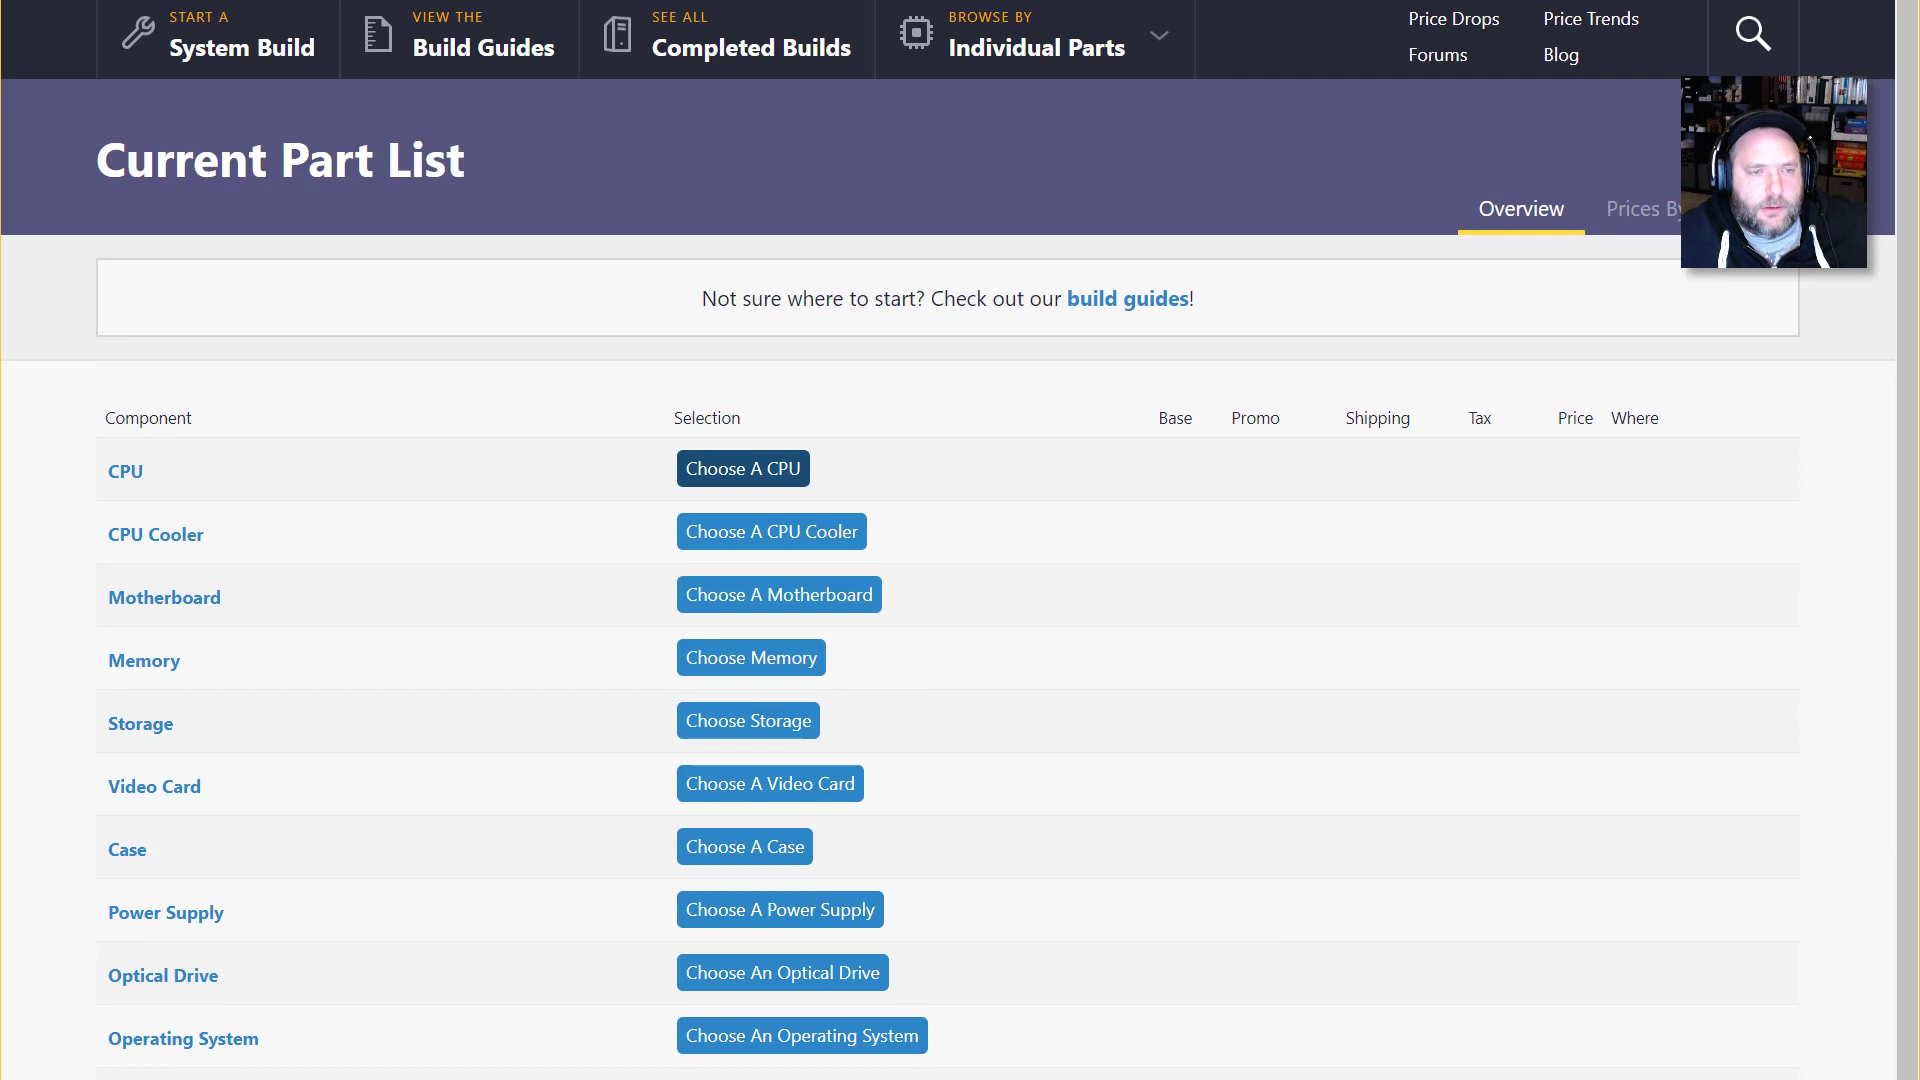 START A
System Build
VIEW THE
Build Guides
SEE ALL
Completed Builds
BROWSE BY
Individual Parts
Price Drops
Price Trends
Forums
Blog
Current Part List
Overview
Prices
Not sure where to start? Check out our build guides!
Component Selection Base Promo Shipping Tax Price Where
CPU Choose A CPU
CPU Cooler Choose A CPU Cooler
Motherboard Choose A Motherboard
Memory Choose Memory
Storage Choose Storage
Video Card Choose A Video Card
Case Choose A Case
Power Supply Choose A Power Supply
Optical Drive Choose An Optical Drive
Operating System Choose An Operating System